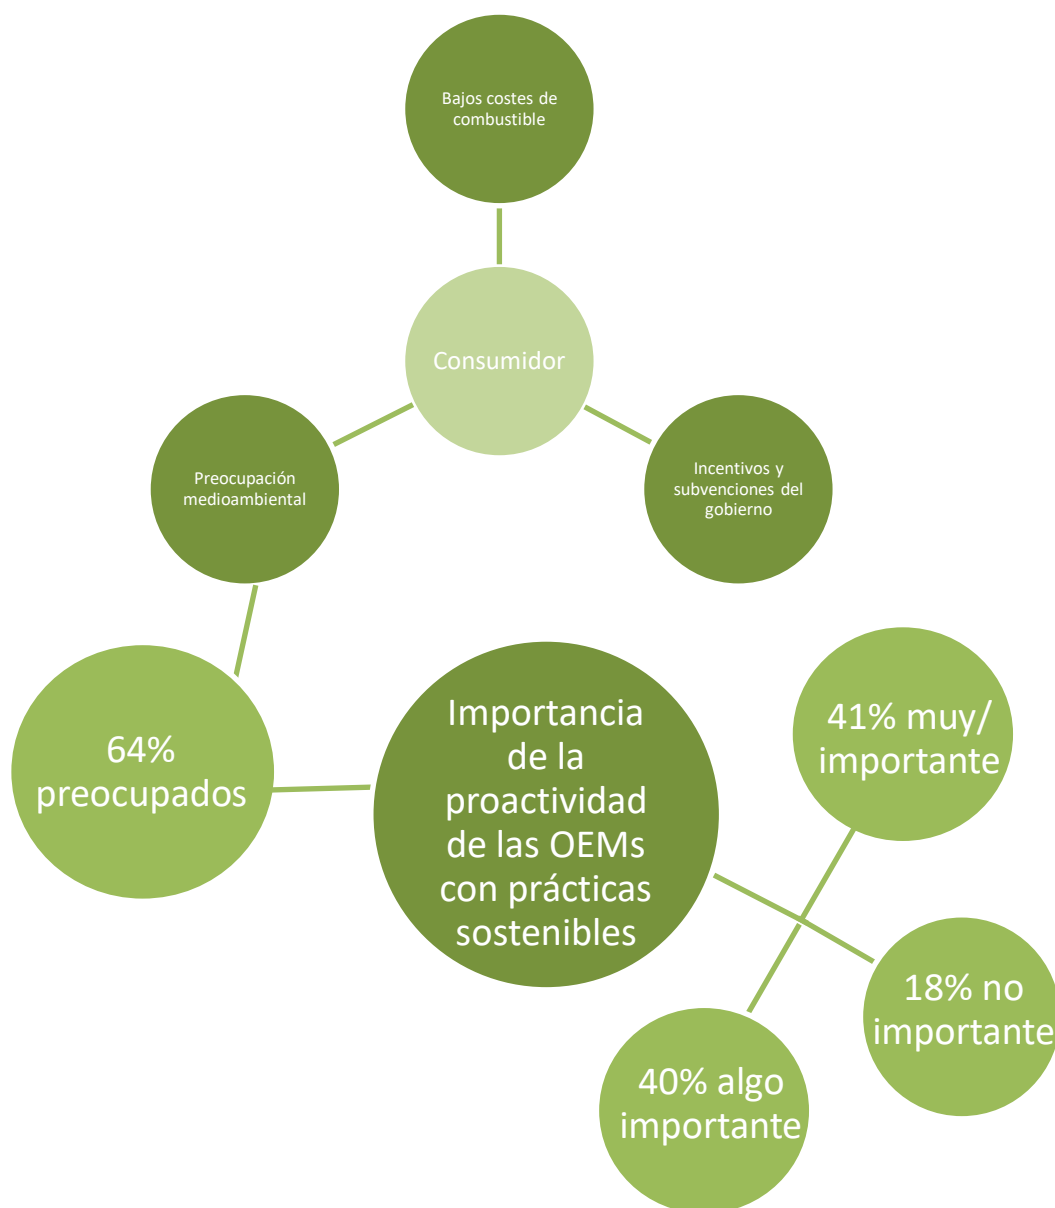 Bajos costes de
combustible
Consumidor
Preocupación
medioambiental
Incentivos y
subvenciones del
gobierno
64%
preocupados
Importancia
de la
proactividad
de las OEMs
con prácticas
sostenibles
41% muy/
importante
18% no
importante
40% algo
importante